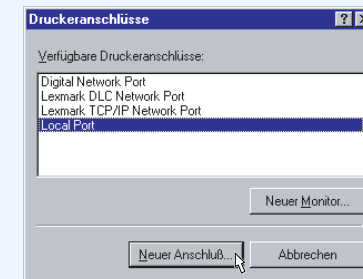 Druckeranschlüsse
Verfügbare Druckeranschlüsse:
Digital Network Port
Lexmark DLC Network Port
Lexmark TCP/IP Network Port
Local Port
Neuer Monitor...
Neuer Anschluß...
Abbrechen